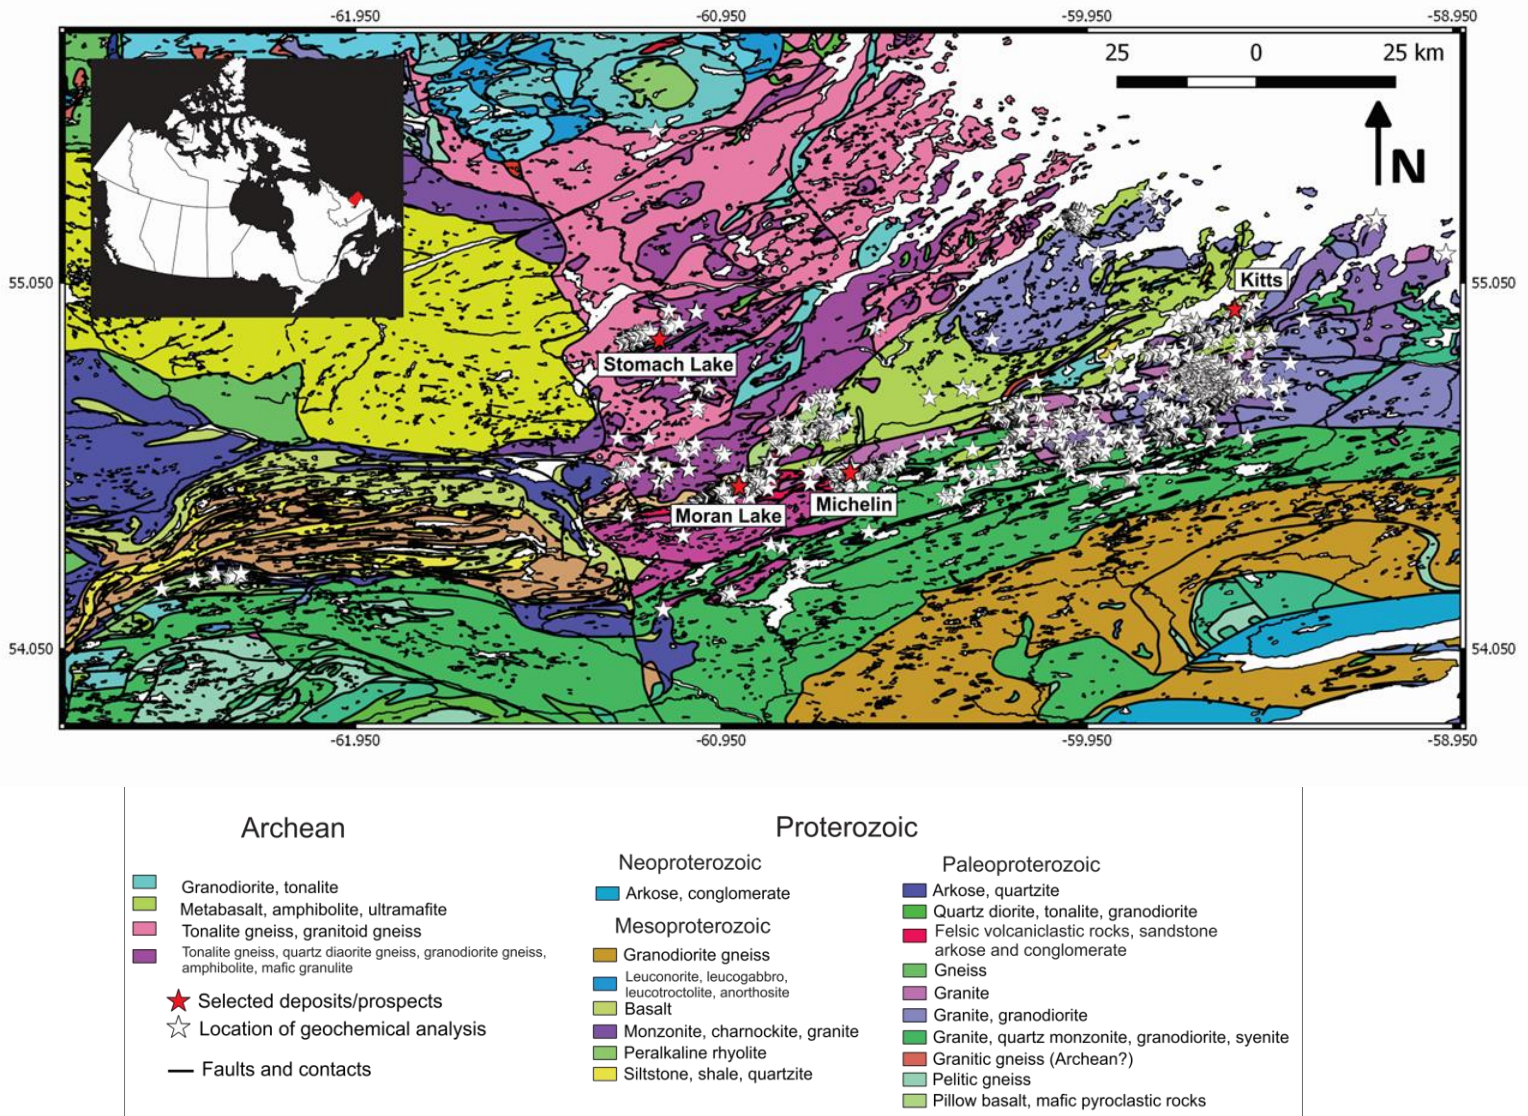 -61.950
-60.950
-59.950
-58.950
25
0
25 km
N
55.050
55.050
Kitts
Stomach Lake
Michelin
Moran Lake
54.050
54.050
-61.950
-60.950
-59.950
-58.950
Archean
Granodiorite, tonalite
Metabasalt, amphibolite, ultramafite
Tonalite gneiss, granitoid gneiss
Tonalite gneiss, quartz diaorite gneiss, granodiorite gneiss,
amphibolite, mafic granulite
Selected deposits/prospects
Location of geochemical analysis
Faults and contacts
Proterozoic
Neoproterozoic
Arkose, conglomerate
Mesoproterozoic
Granodiorite gneiss
Leuconorite, leucogabbro,
leucotroctolite, anorthosite
Basalt
Monzonite, charnockite, granite
Peralkaline rhyolite
Siltstone, shale, quartzite
Paleoproterozoic
Arkose, quartzite
Quartz diorite, tonalite, granodiorite
Felsic volcaniclastic rocks, sandstone
arkose and conglomerate
Gneiss
Granite
Granite, granodiorite
Granite, quartz monzonite, granodiorite, syenite
Granitic gneiss (Archean?)
Pelitic gneiss
Pillow basalt, mafic pyroclastic rocks